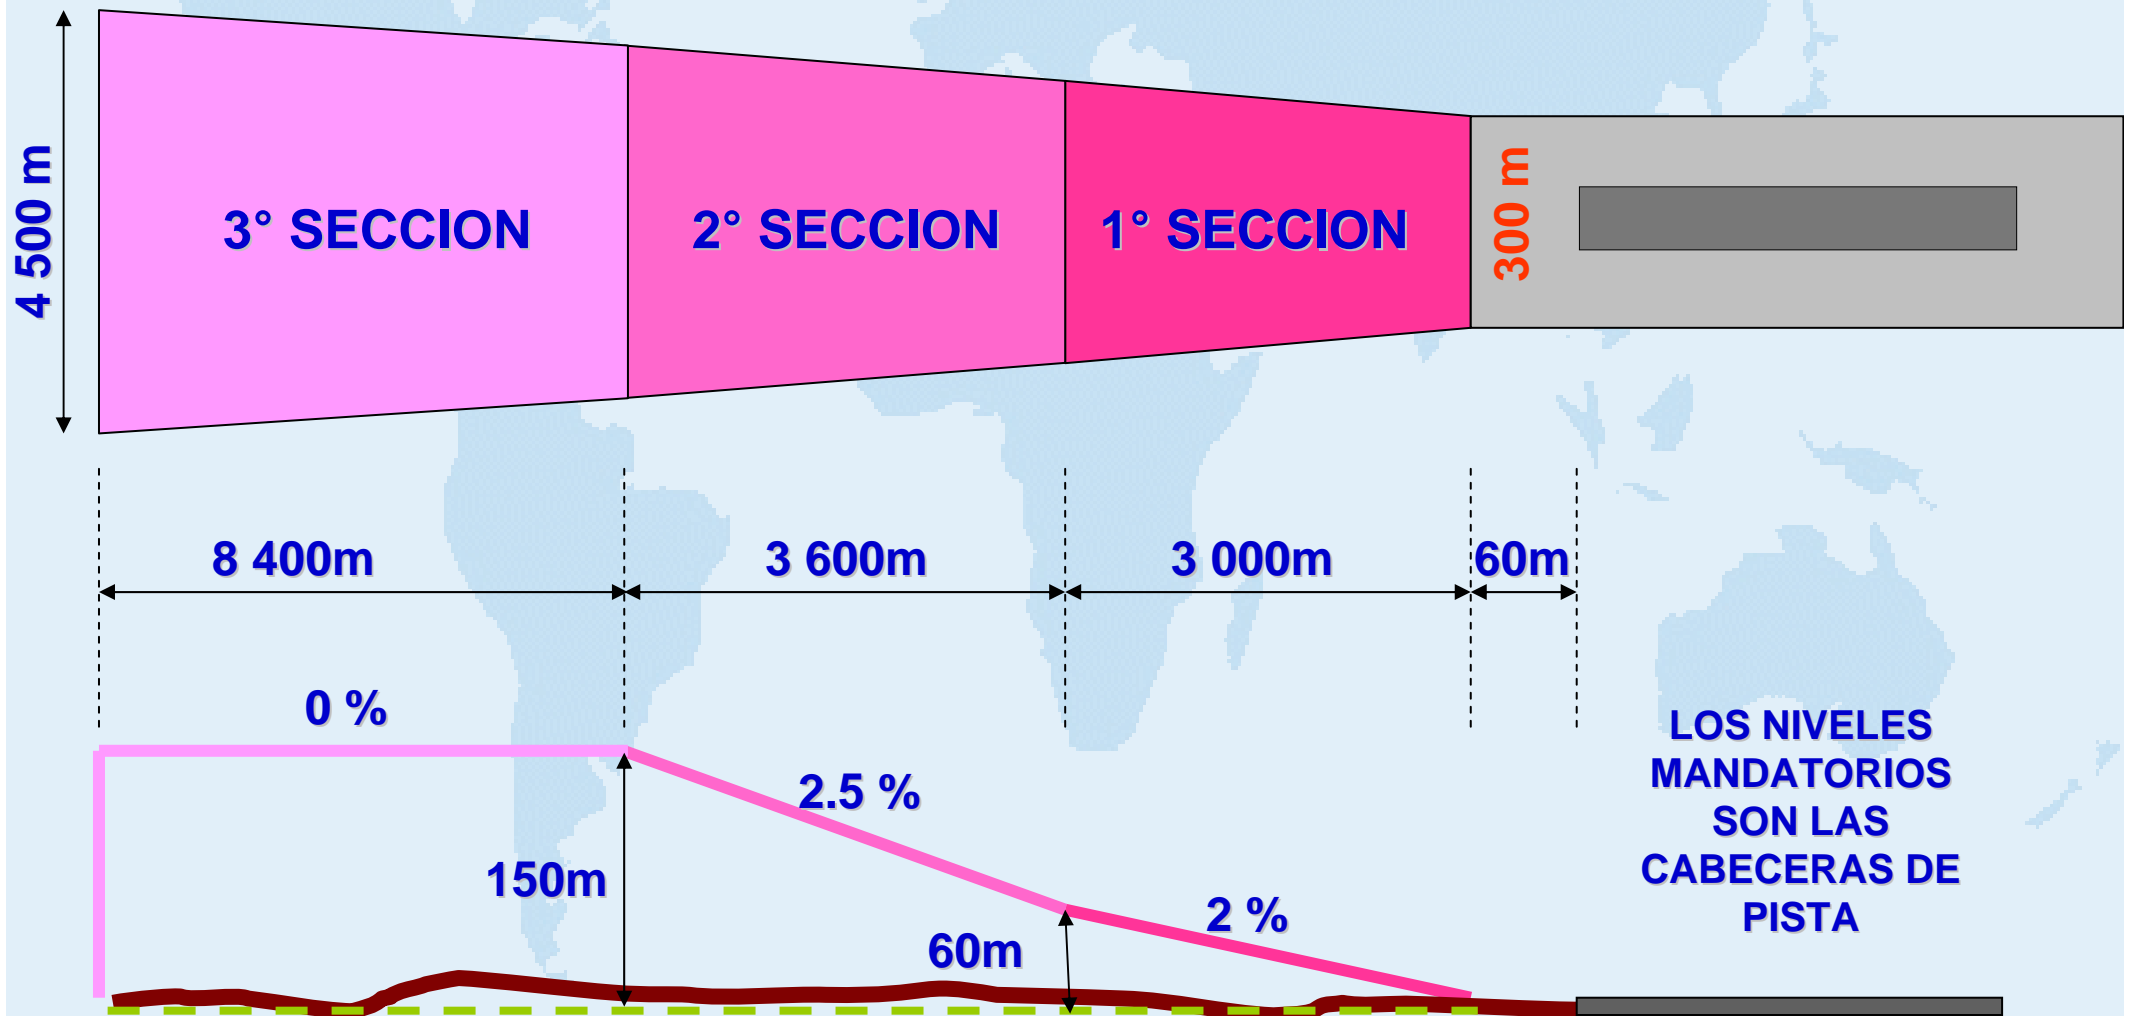 4 500 m
3° SECCION
2° SECCION
1° SECCION
300 m
8 400m
3 600m
3 000m
60m
0 %
2.5 %
150m
2 %
60m
LOS NIVELES
MANDATORIOS
SON LAS
CABECERAS DE
PISTA